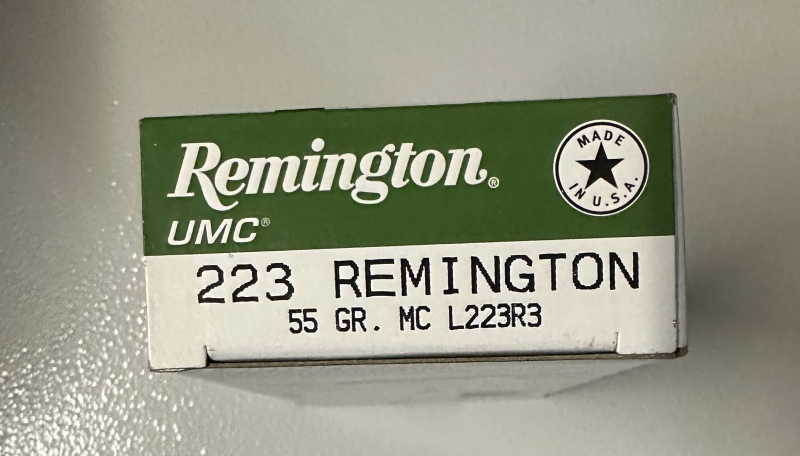 Remington®
UMC®
MADE
IN U.S.A.
223 REMINGTON
55 GR. MC L223R3